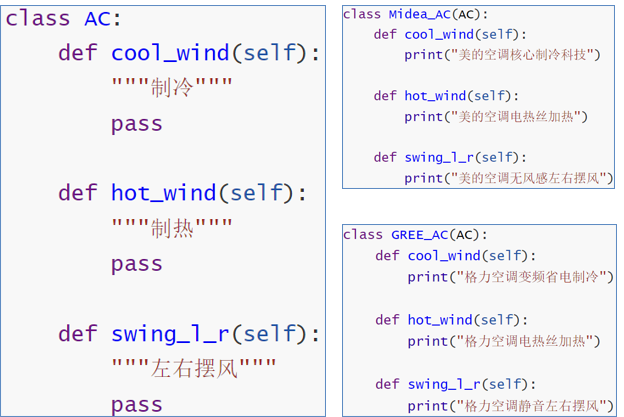 class AC:
    def cool_wind(self):
        """制冷"""
        pass
    def hot_wind(self):
        """制热"""
        pass
    def swing_l_r(self):
        """左右摆风"""
        pass
class Midea_AC(AC):
    def cool_wind(self):
        print("美的空调核心制冷科技")
    def hot_wind(self):
        print("美的空调电热丝加热")
    def swing_l_r(self):
        print("美的空调无风感左右摆风")
class GREE_AC(AC):
    def cool_wind(self):
        print("格力空调变频省电制冷")
    def hot_wind(self):
        print("格力空调电热丝加热")
    def swing_l_r(self):
        print("格力空调静音左右摆风")